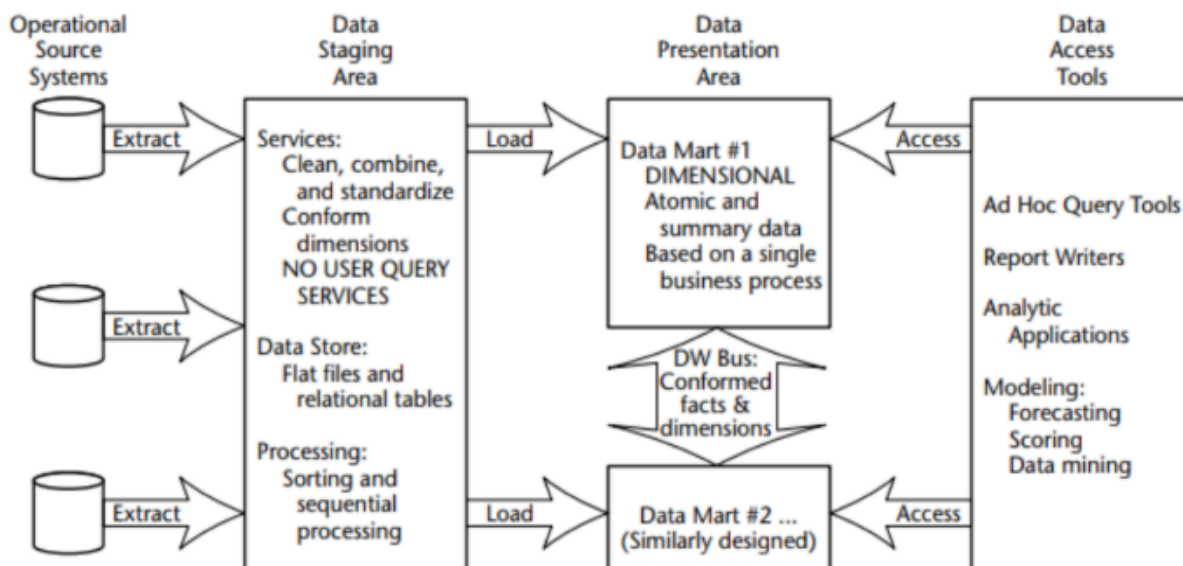 Operational
Source
Systems
Data
Staging
Area
Data
Presentation
Area
Data
Access
Tools
Extract
Extract
Extract
Services:
Clean, combine,
and standardize
Conform
dimensions
NO USER QUERY
SERVICES
Data Store:
Flat files and
relational tables
Processing:
Sorting and
sequential
processing
Load
Load
Data Mart #1
DIMENSIONAL
Atomic and
summary data
Based on a single
business process
DW Bus:
Conformed
facts &
dimensions
Data Mart #2 ...
(Similarly designed)
Access
Access
Ad Hoc Query Tools
Report Writers
Analytic
Applications
Modeling:
Forecasting
Scoring
Data mining